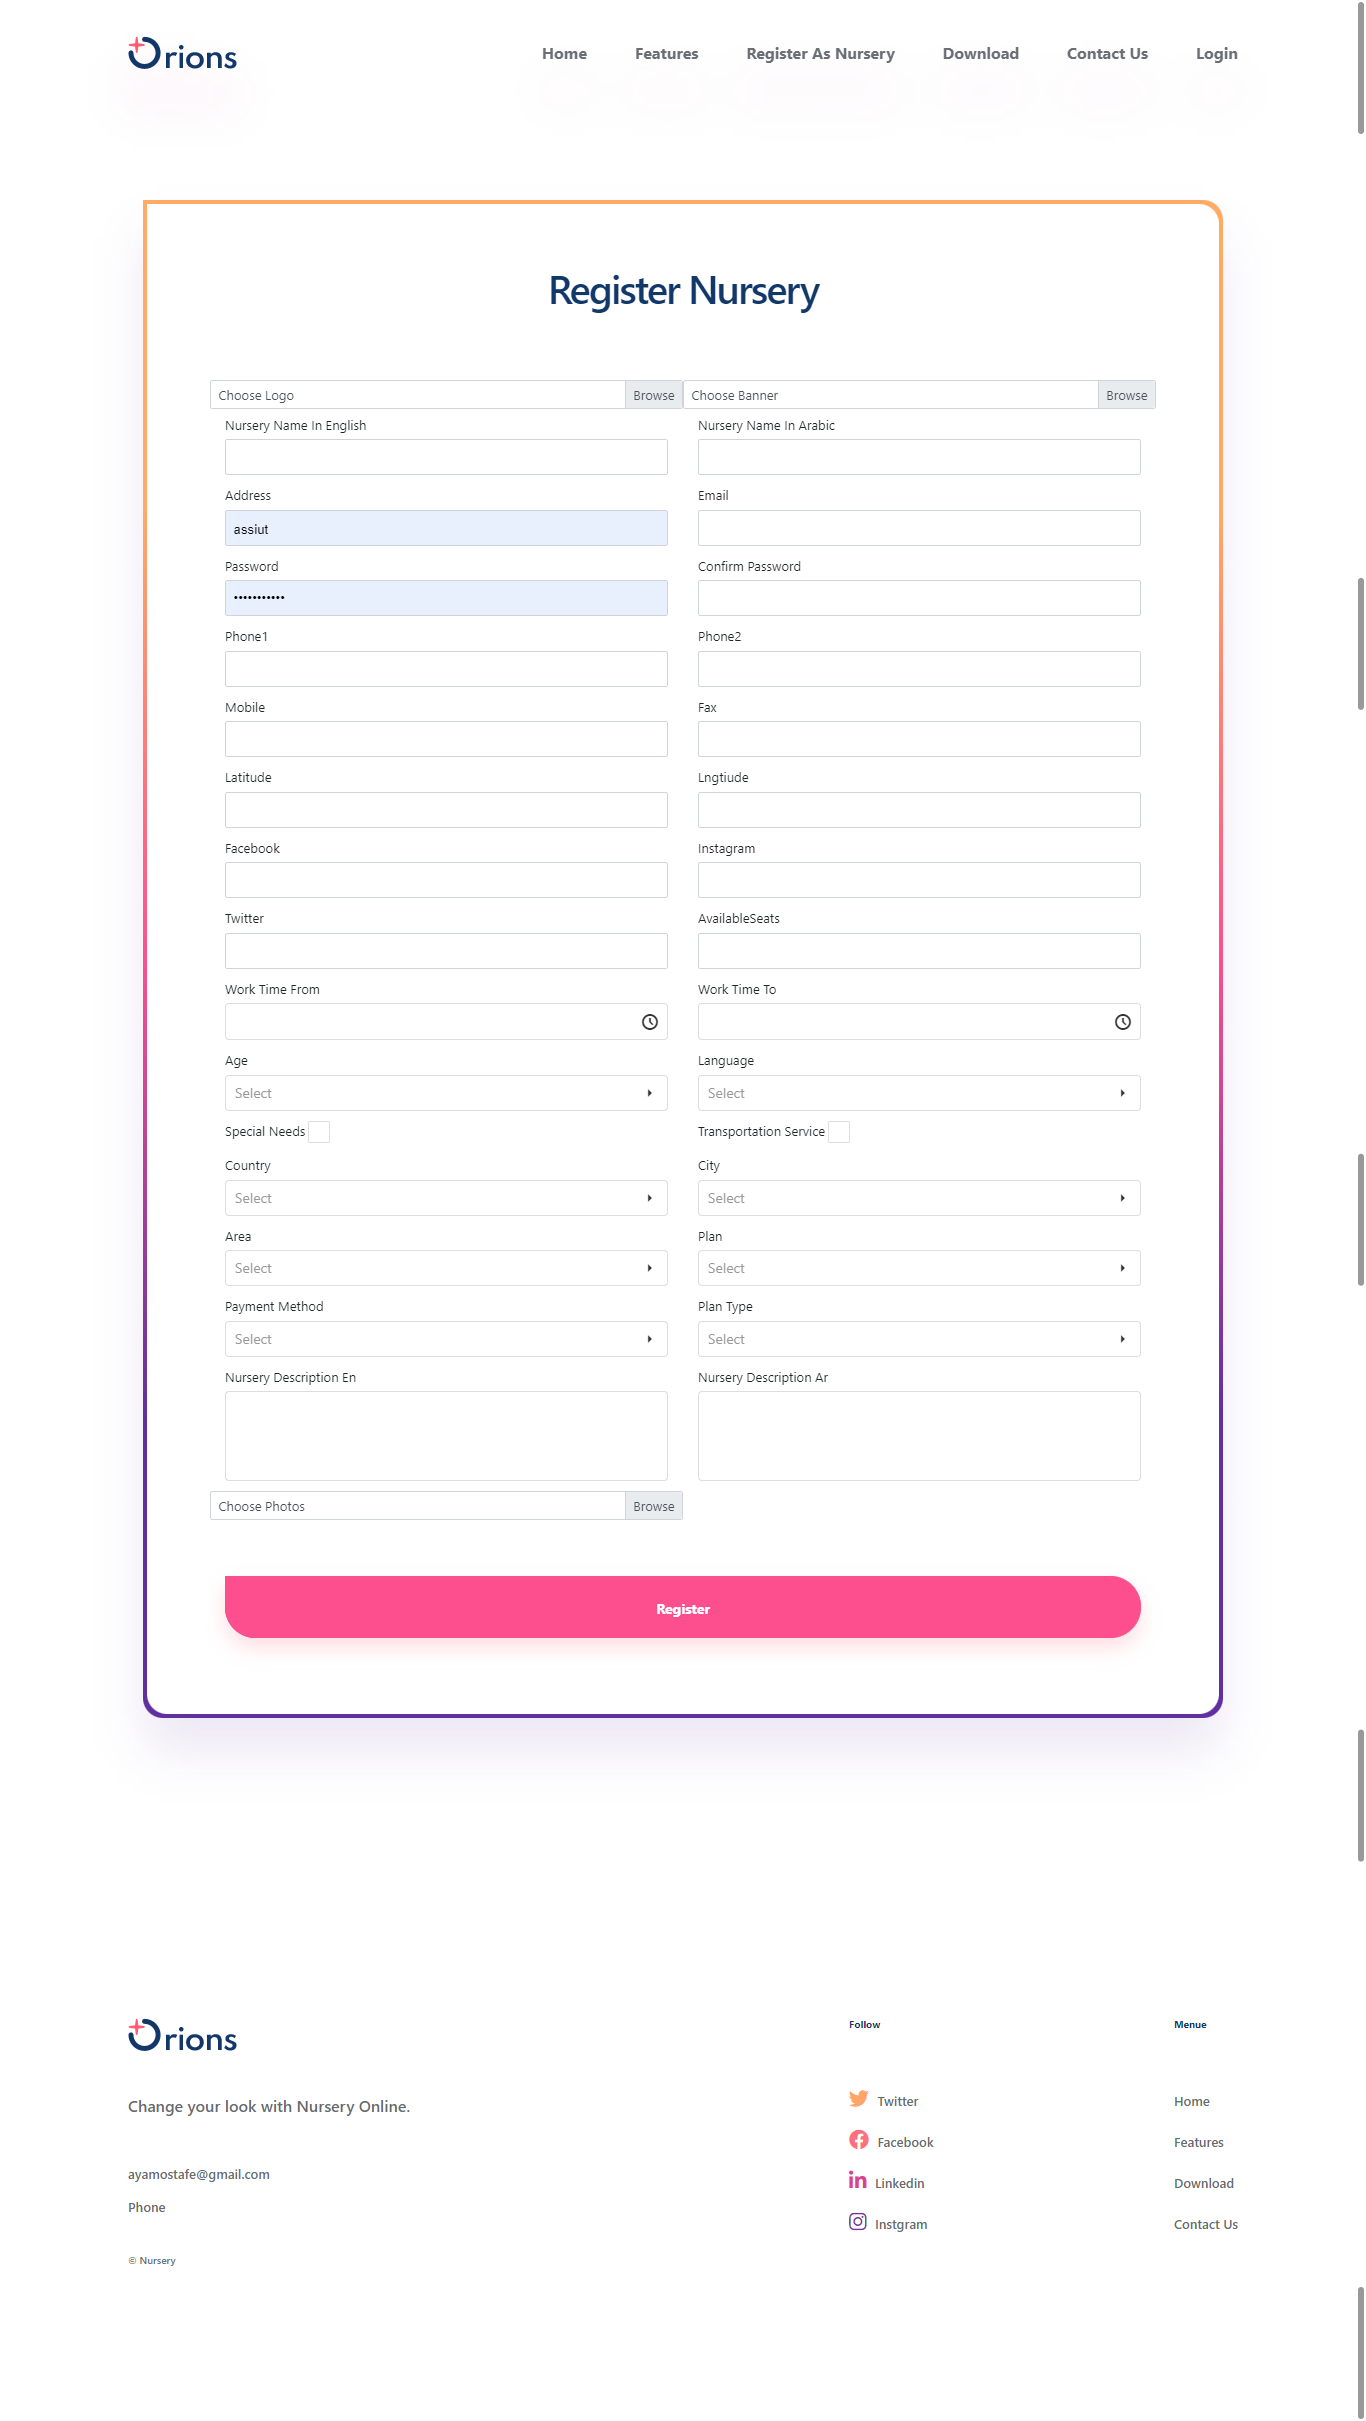 Orions Home Features Register As Nursery Download Contact Us Login
Register Nursery
Choose Logo Browse Choose Banner Browse
Nursery Name In English Nursery Name In Arabic
Address Email
assiut
Password Confirm Password
•••••••••••
Phone1 Phone2
Mobile Fax
Latitude Lngtiude
Facebook Instagram
Twitter AvailableSeats
Work Time From Work Time To
Age Language
Select Select
Special Needs Transportation Service
Country City
Select Select
Area Plan
Select Select
Payment Method Plan Type
Select Select
Nursery Description En Nursery Description Ar
Choose Photos Browse
Register
Orions Follow Menue
Change your look with Nursery Online. Twitter Home
Facebook Features
ayamostafe@gmail.com Linkedin Download
Phone Instgram Contact Us
© Nursery